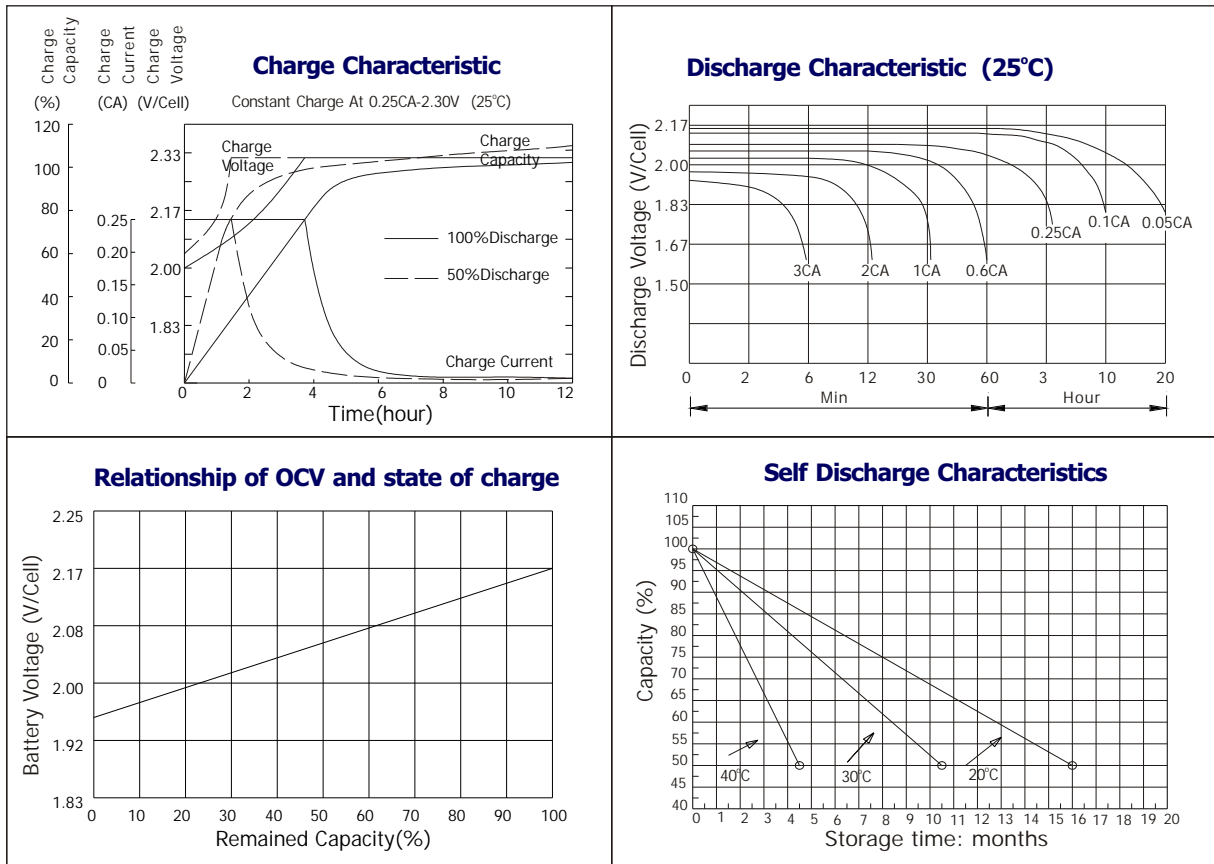 Charge Capacity
Charge Current
Charge Voltage
Charge Characteristic
(%) (CA) (V/Cell)
Constant Charge At 0.25CA-2.30V (25°C)
120
100
80
60
40
20
0
0.25
0.20
0.15
0.10
0.05
0
2.33
2.17
2.00
1.83
Charge Voltage
Charge Capacity
100%Discharge
50%Discharge
Charge Current
0 2 4 6 8 10 12
Time(hour)
Discharge Characteristic (25°C)
Discharge Voltage (V/Cell)
2.17
2.00
1.83
1.67
1.50
3CA 2CA 1CA 0.6CA 0.25CA 0.1CA 0.05CA
0 2 6 12 30 60 3 10 20
Min Hour
Relationship of OCV and state of charge
Battery Voltage (V/Cell)
2.25
2.17
2.08
2.00
1.92
1.83
0 10 20 30 40 50 60 70 80 90 100
Remained Capacity(%)
Self Discharge Characteristics
Capacity (%)
110
105
100
95
90
85
80
75
70
65
60
55
50
45
40
40°C 30°C 20°C
0 1 2 3 4 5 6 7 8 9 10 11 12 13 14 15 16 17 18 19 20
Storage time: months